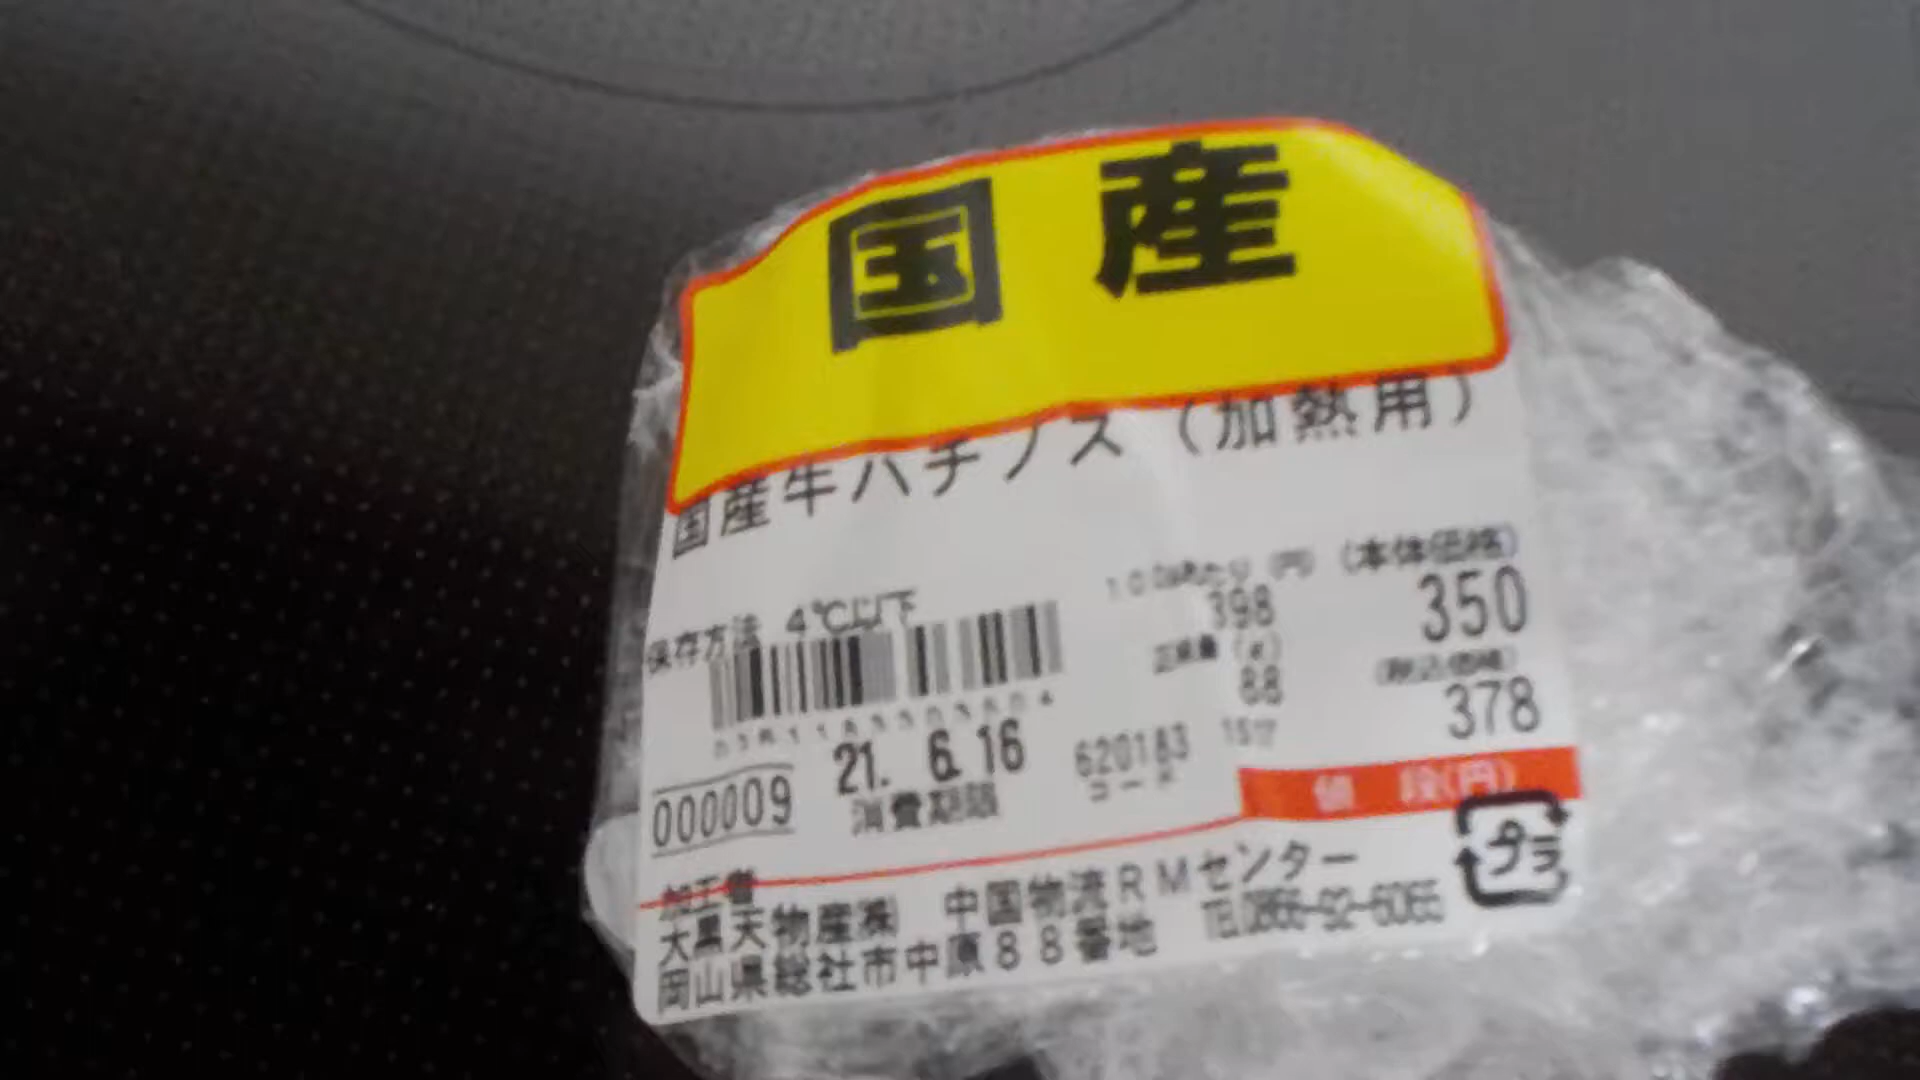 国産
国産牛ハチノス（加熱用）
保存方法 4℃以下
100g当たり（円）（本体価格）
398 350
正味量（g）（税込価格）
88 378
21. 6.16 620183
000009 消費期限 コード
値 段(円)
プラ
加工者
大黒天物産㈱ 中国物流ＲＭセンター
岡山県総社市中原８８番地 TEL0866-92-6065